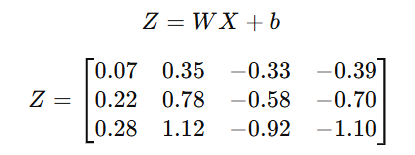 Z = WX + b
Z = [0.07 0.35 −0.33 −0.39
0.22 0.78 −0.58 −0.70
0.28 1.12 −0.92 −1.10]